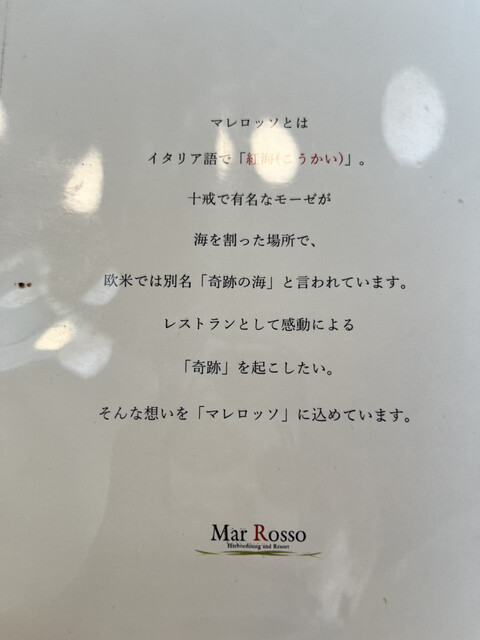 マレロッソとは
イタリア語で「紅海(こうかい)」。
十戒で有名なモーゼが
海を割った場所で、
欧米では別名「奇跡の海」と言われています。
レストランとして感動による
「奇跡」を起こしたい。
そんな想いを「マレロッソ」に込めています。
Mar Rosso
and Resort